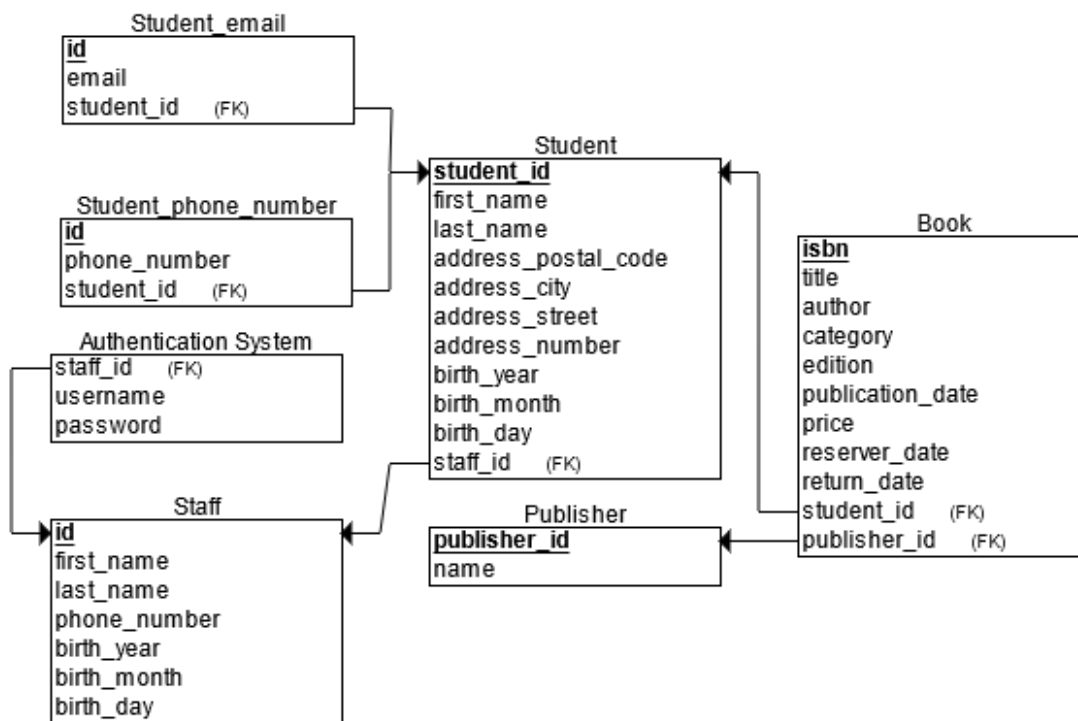 Student_email
id
email
student_id (FK)
Student_phone_number
id
phone_number
student_id (FK)
Authentication System
staff_id (FK)
username
password
Staff
id
first_name
last_name
phone_number
birth_year
birth_month
birth_day
Student
student_id
first_name
last_name
address_postal_code
address_city
address_street
address_number
birth_year
birth_month
birth_day
staff_id (FK)
Publisher
publisher_id
name
Book
isbn
title
author
category
edition
publication_date
price
reserver_date
return_date
student_id (FK)
publisher_id (FK)